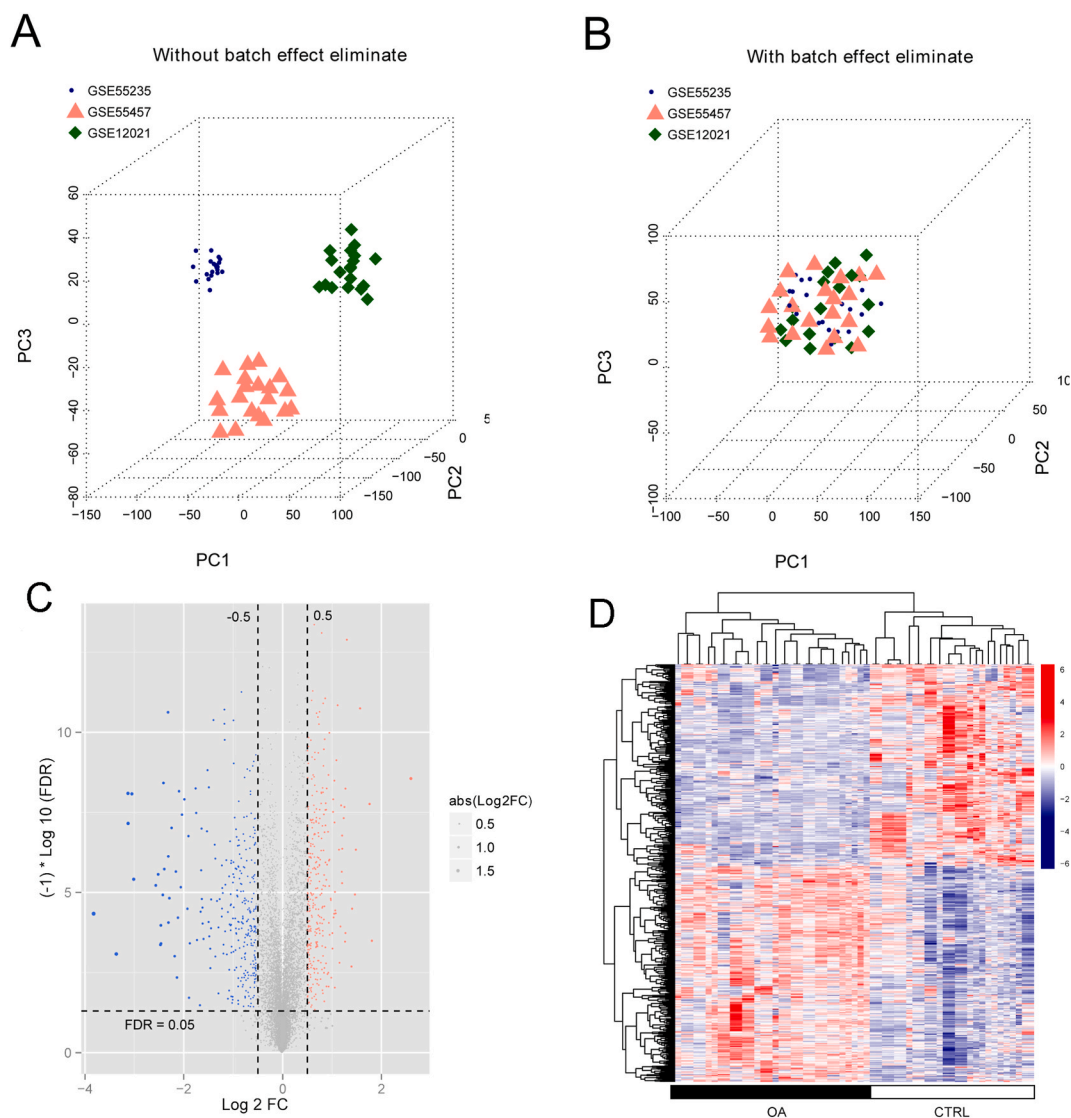 A
Without batch effect eliminate
GSE55235
GSE55457
GSE12021
PC3
60
40
20
0
−20
−40
−60
−80
−150
−100
−50
0
50
100
150
PC1
−150
−100
−50
0
5
PC2
B
With batch effect eliminate
GSE55235
GSE55457
GSE12021
PC3
100
50
0
−50
−100
−100
−50
0
50
100
150
PC1
−100
−50
0
50
10
PC2
C
-0.5
0.5
(-1) * Log 10 (FDR)
10
5
0
FDR = 0.05
−4
−2
0
2
Log 2 FC
abs(Log2FC)
0.5
1.0
1.5
D
6
4
2
0
−2
−4
−6
OA
CTRL